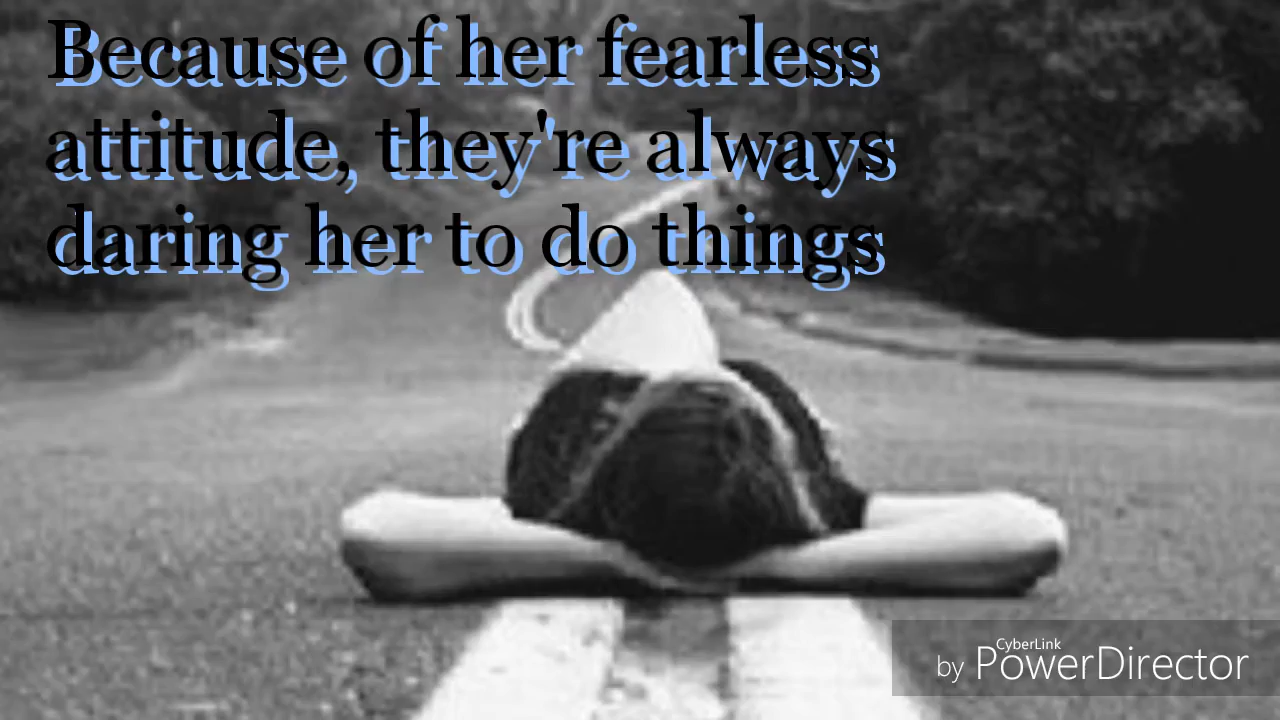 Because of her fearless
attitude, they're always
daring her to do things
CyberLink
by PowerDirector